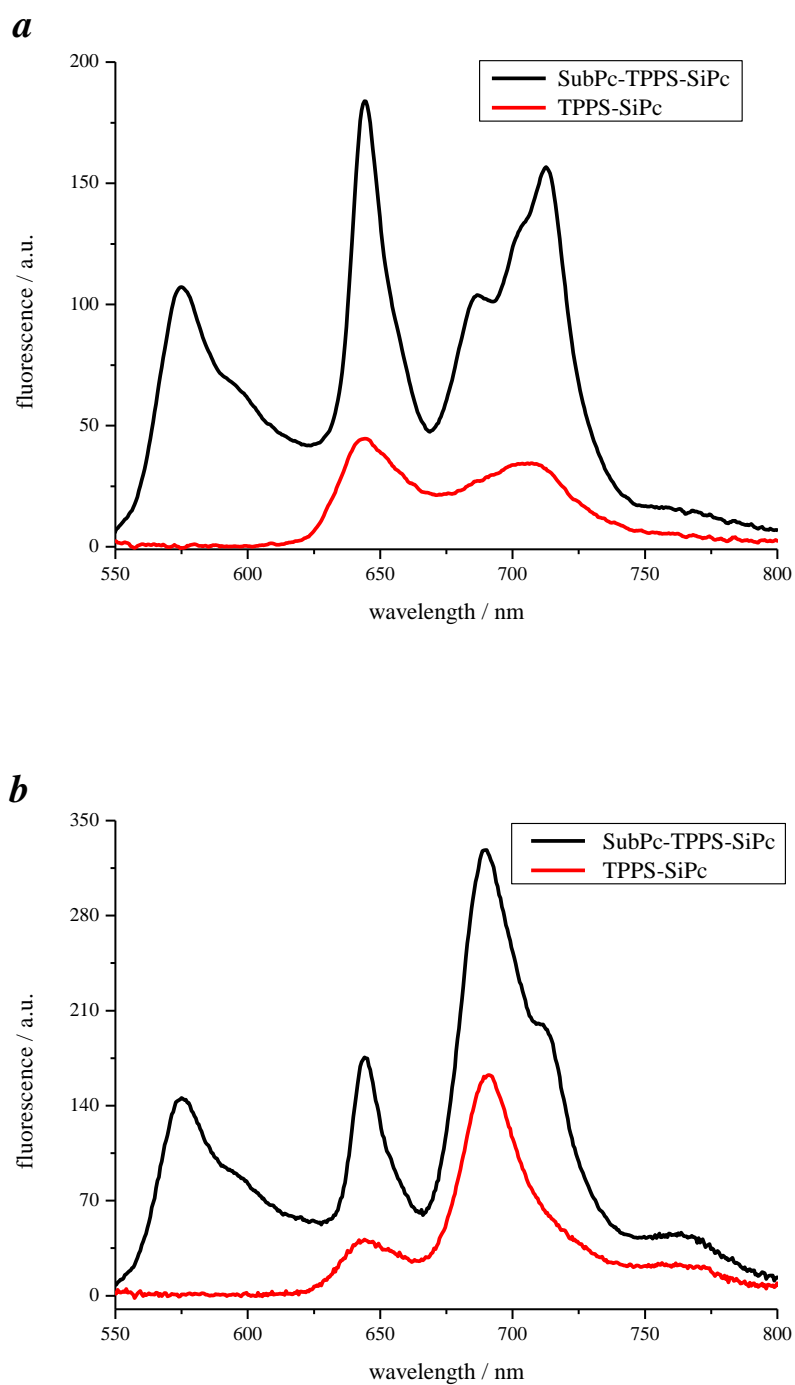 a
200
SubPc-TPPS-SiPc
TPPS-SiPc
150
100
50
0
fluorescence / a.u.
550 600 650 700 750 800
wavelength / nm
b
350
SubPc-TPPS-SiPc
TPPS-SiPc
280
210
140
70
0
fluorescence / a.u.
550 600 650 700 750 800
wavelength / nm